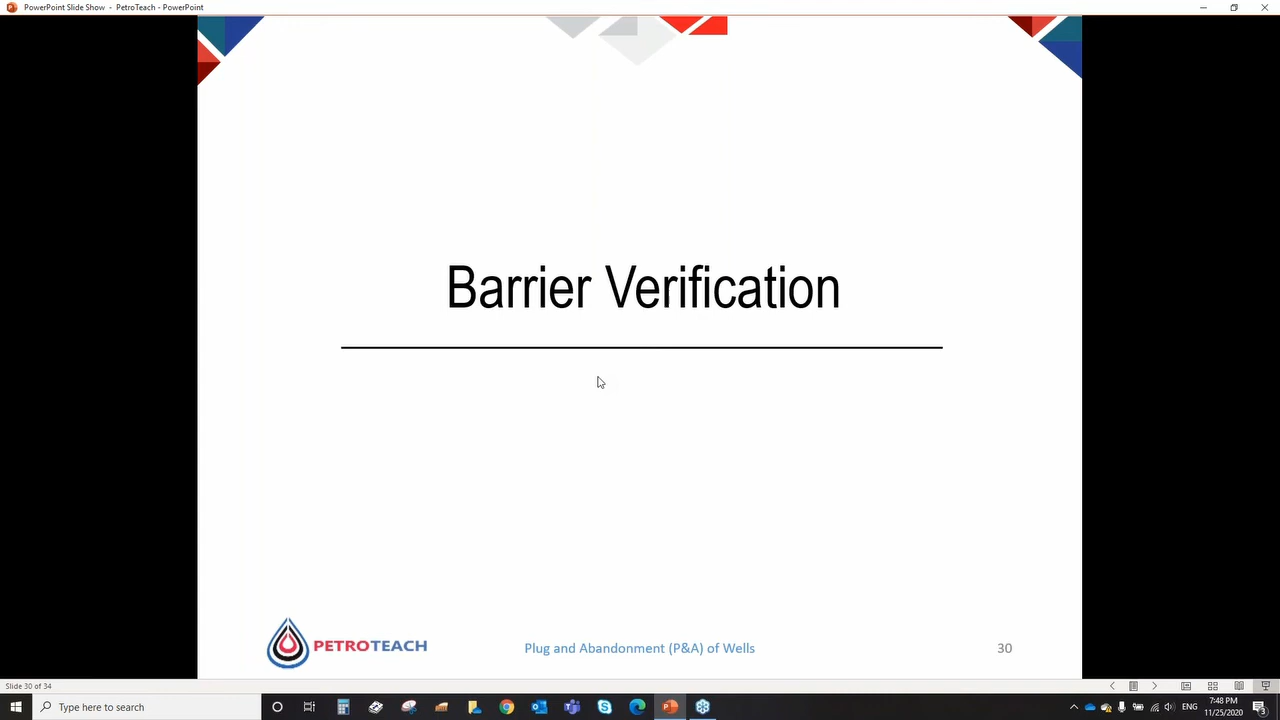 PowerPoint Slide Show - PetroTeach - PowerPoint
Barrier Verification
PETROTEACH
Plug and Abandonment (P&A) of Wells
30
Slide 30 of 34
Type here to search
ENG
7:48 PM
11/25/2020
3